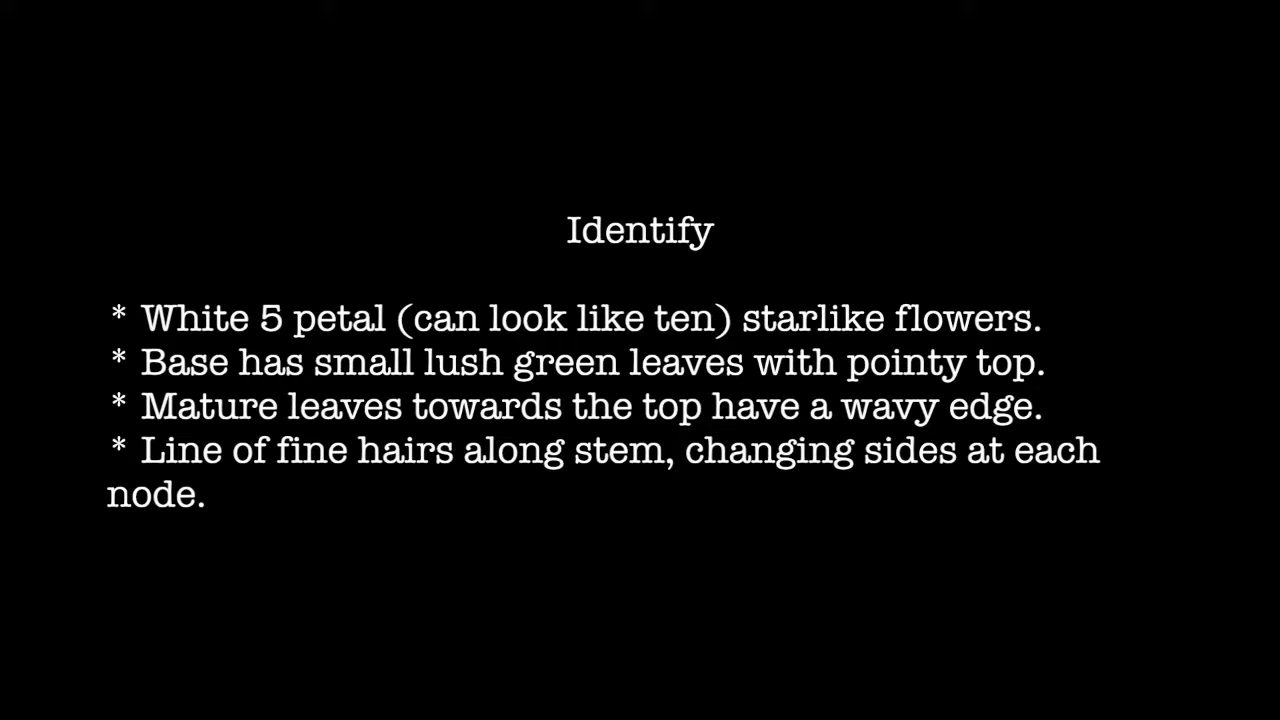 Identify
* White 5 petal (can look like ten) starlike flowers.
* Base has small lush green leaves with pointy top.
* Mature leaves towards the top have a wavy edge.
* Line of fine hairs along stem, changing sides at each
node.